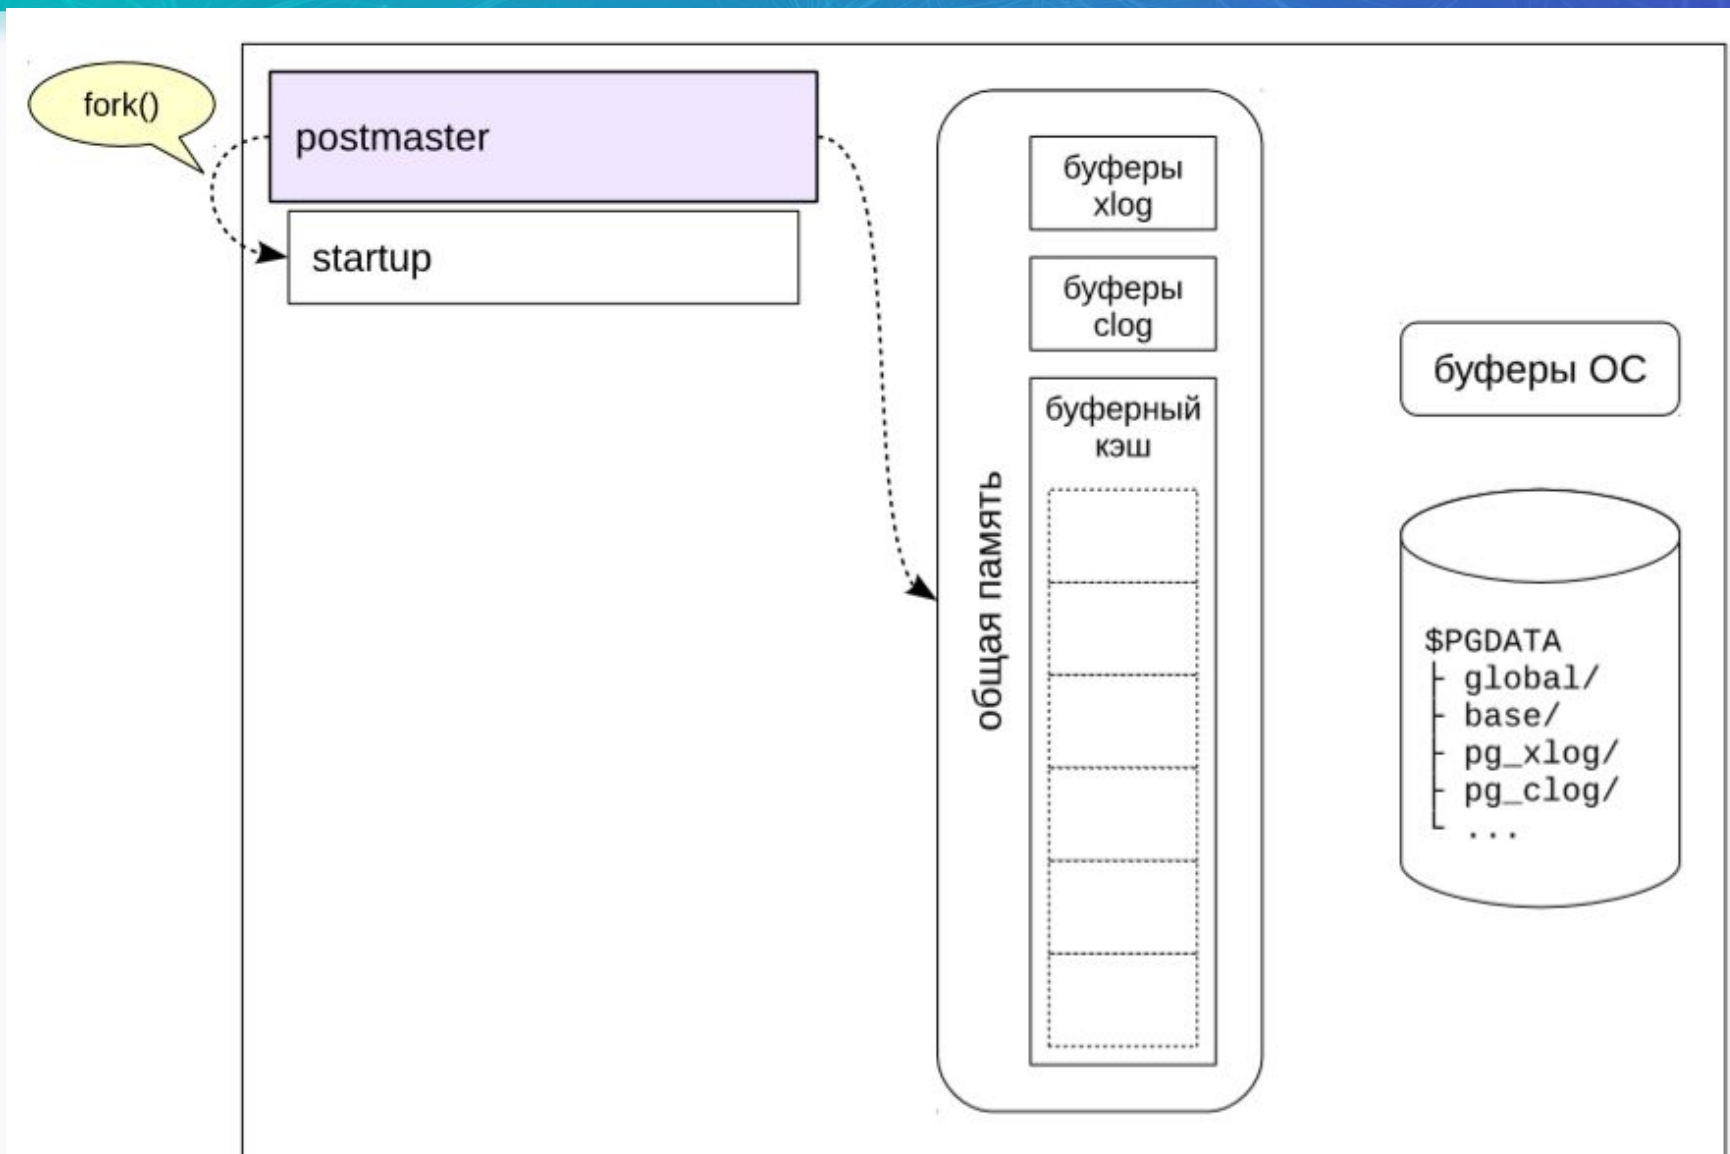 fork()
postmaster
startup
общая память
буферы
xlog
буферы
clog
буферный
кэш
буферы ОС
$PGDATA
global/
base/
pg_xlog/
pg_clog/
...